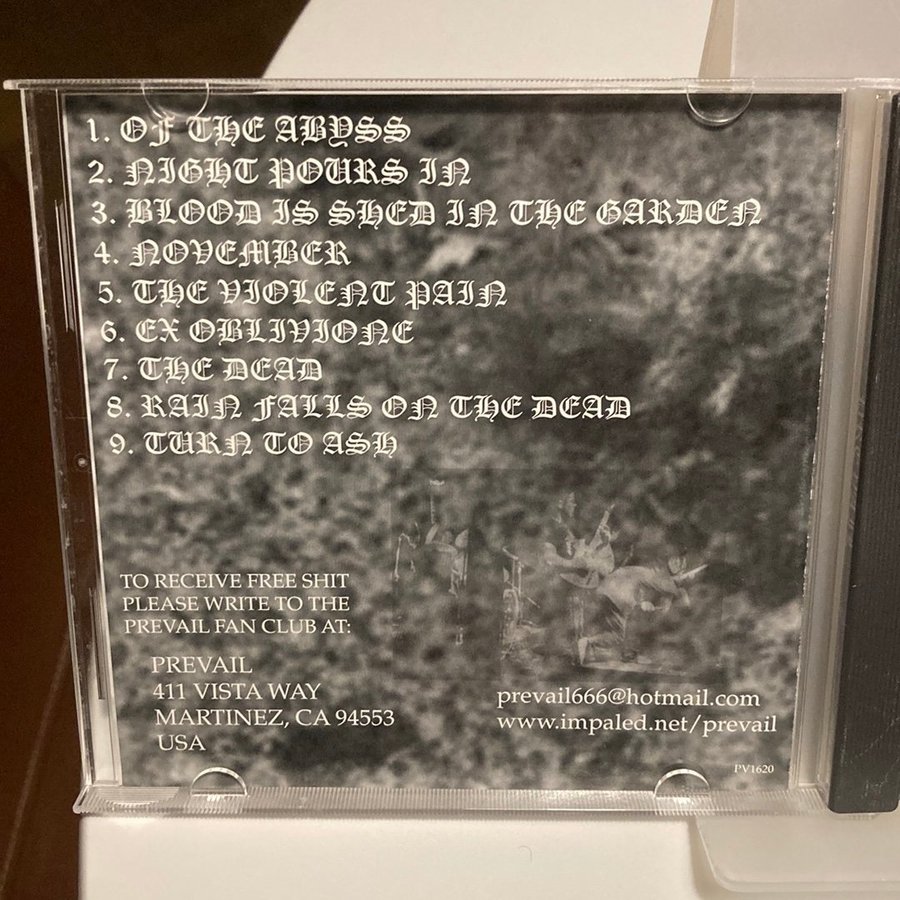 1. OF THE ABYSS
2. NIGHT POURS IN
3. BLOOD IS SHED IN THE GARDEN
4. NOVEMBER
5. THE VIOLENT PAIN
6. EX OBLIVIONE
7. THE DEAD
8. RAIN FALLS ON THE DEAD
9. TURN TO ASH
TO RECEIVE FREE SHIT
PLEASE WRITE TO THE
PREVAIL FAN CLUB AT:
PREVAIL
411 VISTA WAY
MARTINEZ, CA 94553
USA
prevail666@hotmail.com
www.impaled.net/prevail
PV1620